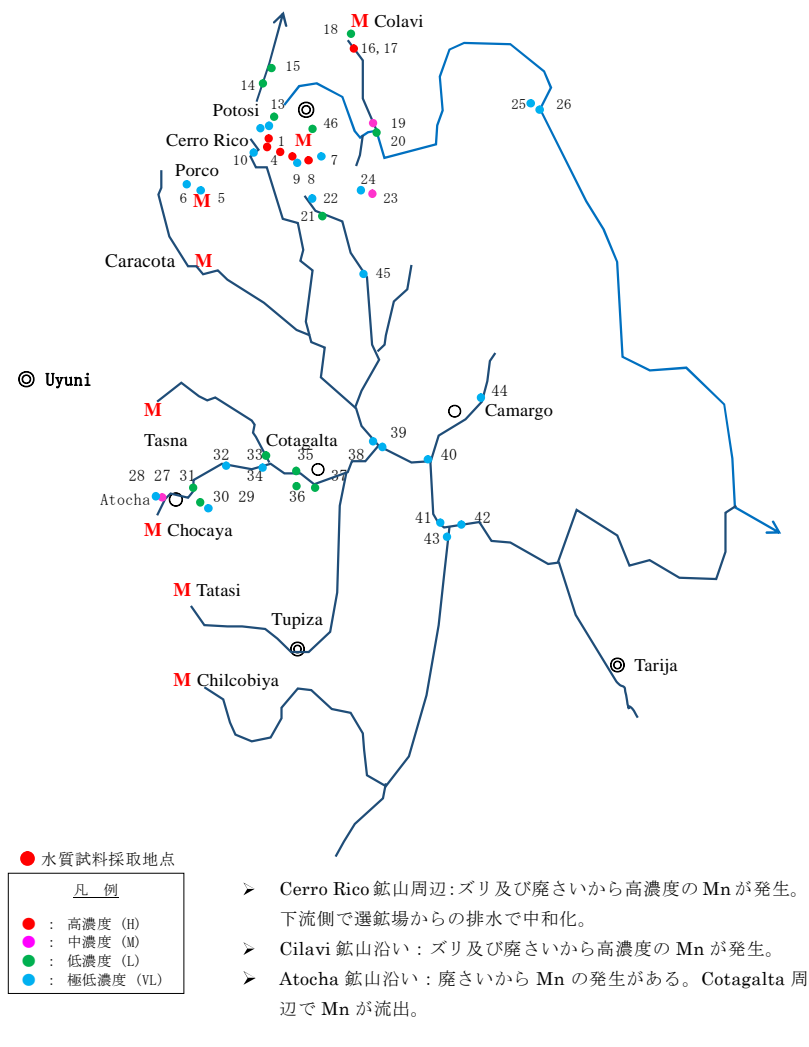 18 M Colavi
16, 17
15
14
13
Potosi
46
19
20
25 26
Cerro Rico
1
M
10 4 7
9 8
Porco
6 5
M
24
23
22
21
Caracota M
45
Uyuni
M
Tasna
44
Camargo
39
38
40
Cotagalta
32 33 35
34 37
36
28 27 31
30 29
Atocha
M Chocaya
41 42
43
M Tatasi
Tupiza
Tarija
M Chilcobiya
水質試料採取地点
凡 例
： 高濃度 (H)
： 中濃度 (M)
： 低濃度 (L)
： 極低濃度 (VL)
➢ Cerro Rico 鉱山周辺：ズリ及び廃さいから高濃度の Mn が発生。
下流側で選鉱場からの排水で中和化。
➢ Cilavi 鉱山沿い：ズリ及び廃さいから高濃度の Mn が発生。
➢ Atocha 鉱山沿い：廃さいから Mn の発生がある。Cotagalta 周
辺で Mn が流出。